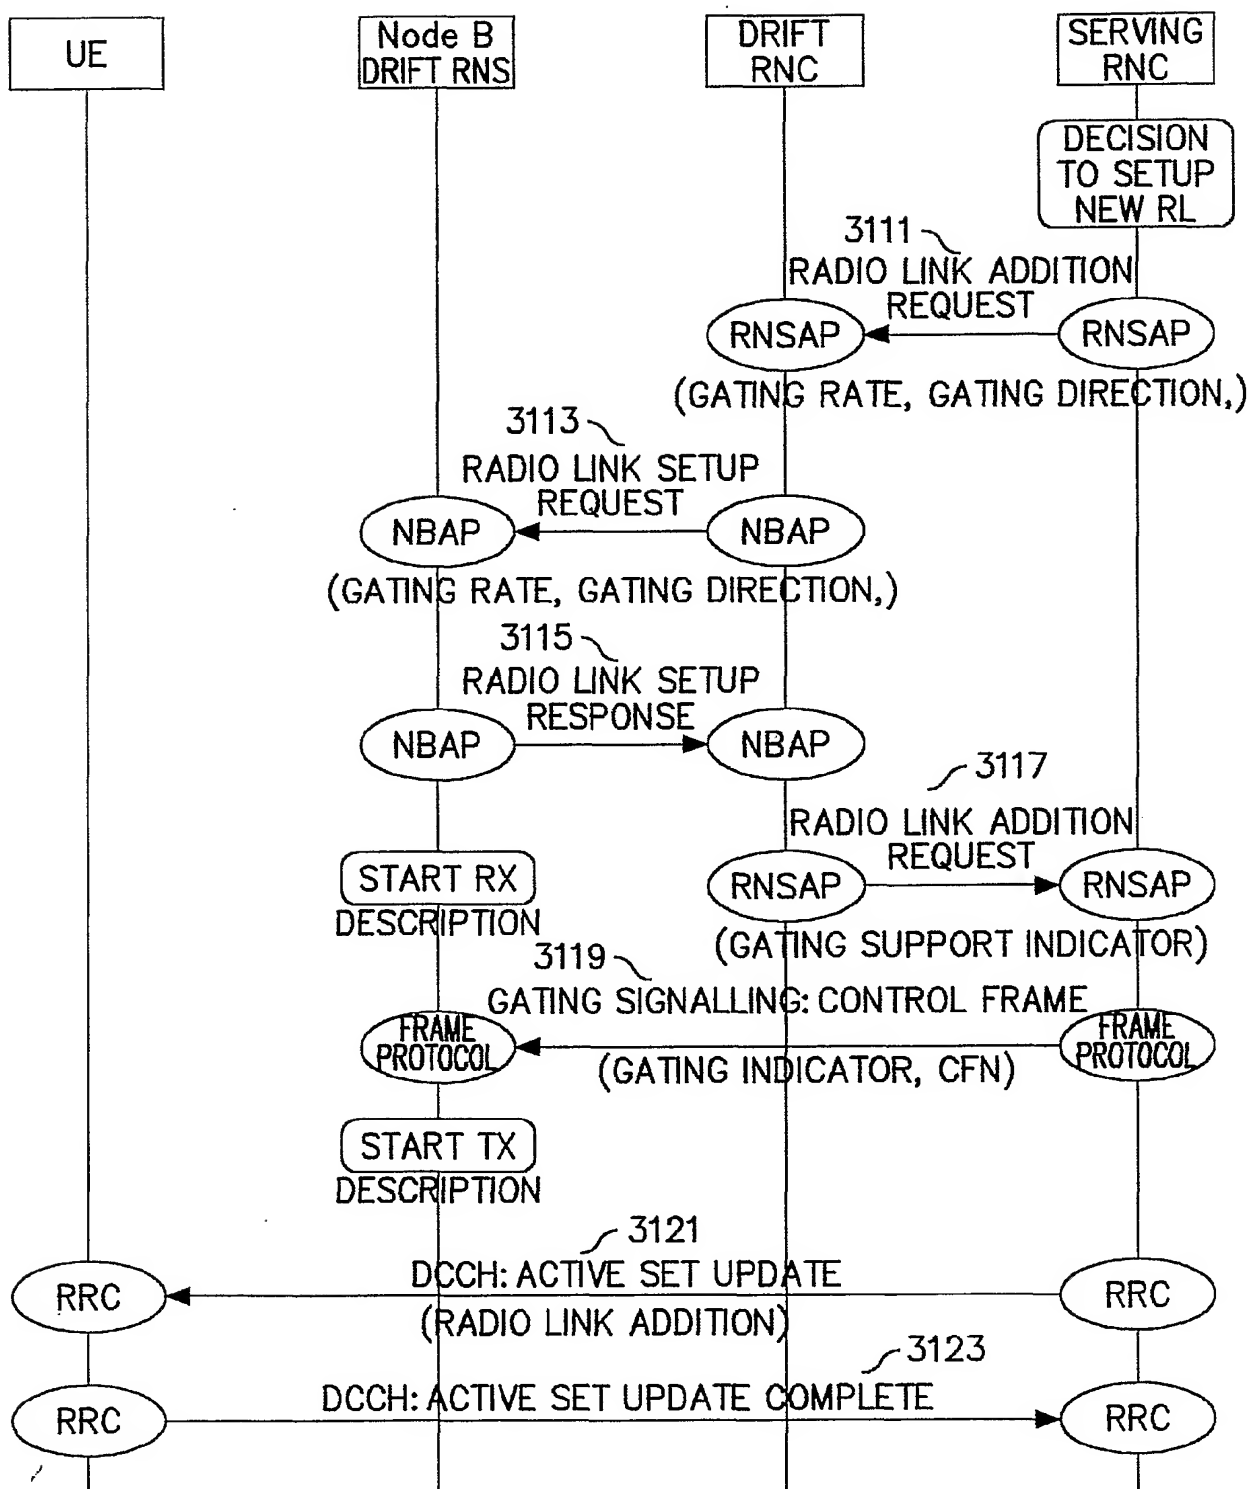 UE
Node B
DRIFT RNS
DRIFT
RNC
SERVING
RNC
DECISION
TO SETUP
NEW RL
3111
RADIO LINK ADDITION
REQUEST
RNSAP
RNSAP
(GATING RATE, GATING DIRECTION,)
3113
RADIO LINK SETUP
REQUEST
NBAP
NBAP
(GATING RATE, GATING DIRECTION,)
3115
RADIO LINK SETUP
RESPONSE
NBAP
NBAP
3117
RADIO LINK ADDITION
REQUEST
RNSAP
RNSAP
(GATING SUPPORT INDICATOR)
START RX
DESCRIPTION
3119
GATING SIGNALLING: CONTROL FRAME
FRAME
PROTOCOL
FRAME
PROTOCOL
(GATING INDICATOR, CFN)
START TX
DESCRIPTION
3121
DCCH: ACTIVE SET UPDATE
RRC
RRC
(RADIO LINK ADDITION)
3123
DCCH: ACTIVE SET UPDATE COMPLETE
RRC
RRC